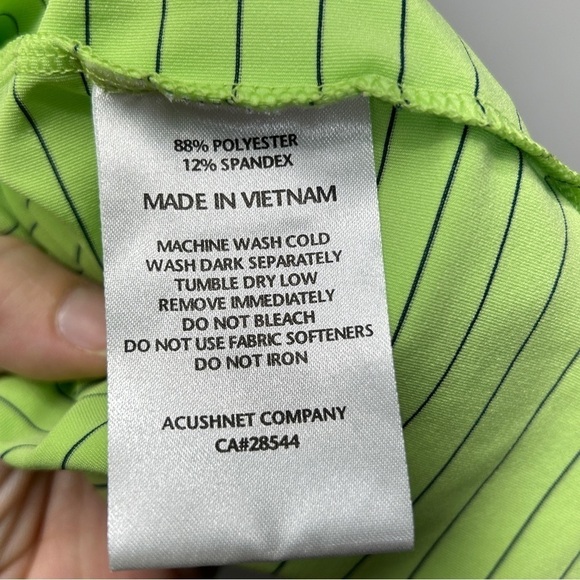 88% POLYESTER
12% SPANDEX
MADE IN VIETNAM
MACHINE WASH COLD
WASH DARK SEPARATELY
TUMBLE DRY LOW
REMOVE IMMEDIATELY
DO NOT BLEACH
DO NOT USE FABRIC SOFTENERS
DO NOT IRON
ACUSHNET COMPANY
CA#28544